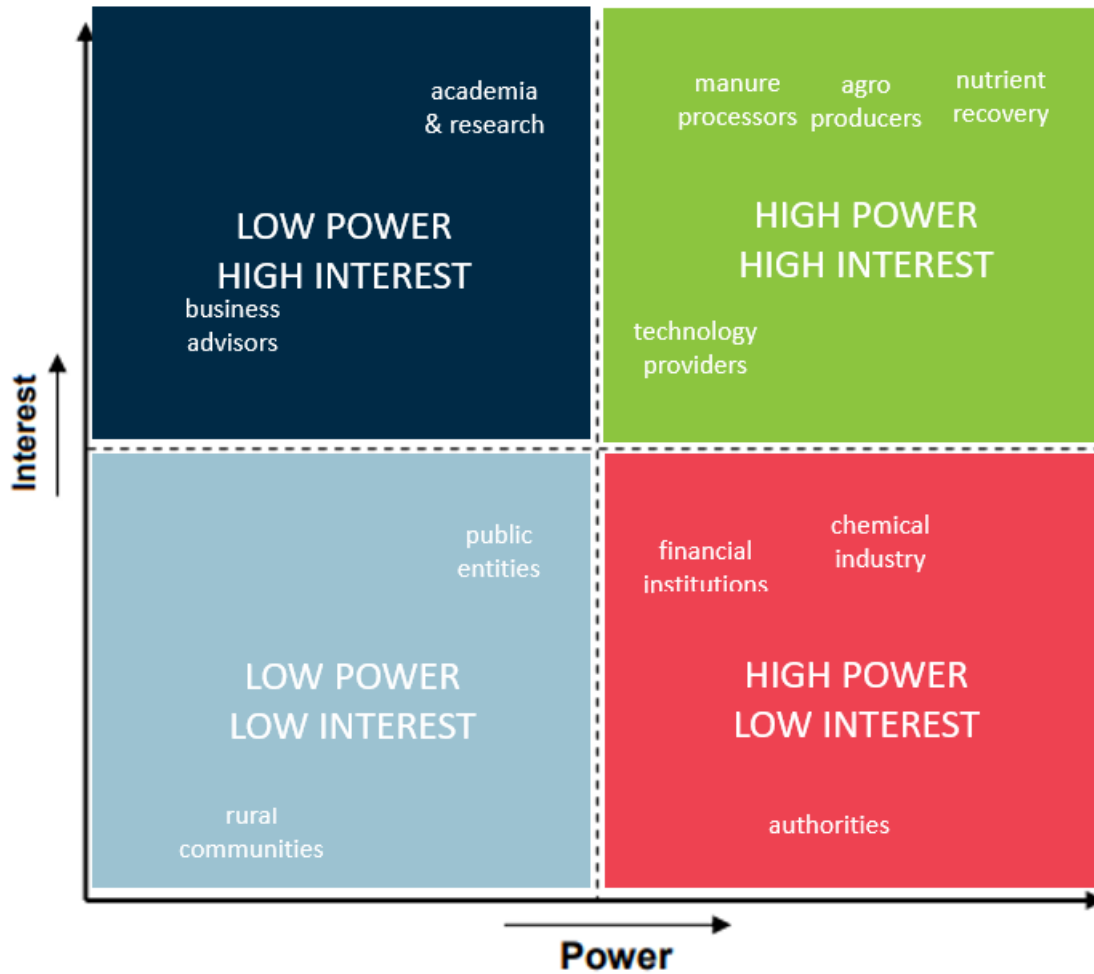 academia
& research
LOW POWER
HIGH INTEREST
business
advisors
manure
processors
agro
producers
nutrient
recovery
HIGH POWER
HIGH INTEREST
technology
providers
Interest
public
entities
LOW POWER
LOW INTEREST
rural
communities
financial
institutions
chemical
industry
HIGH POWER
LOW INTEREST
authorities
Power